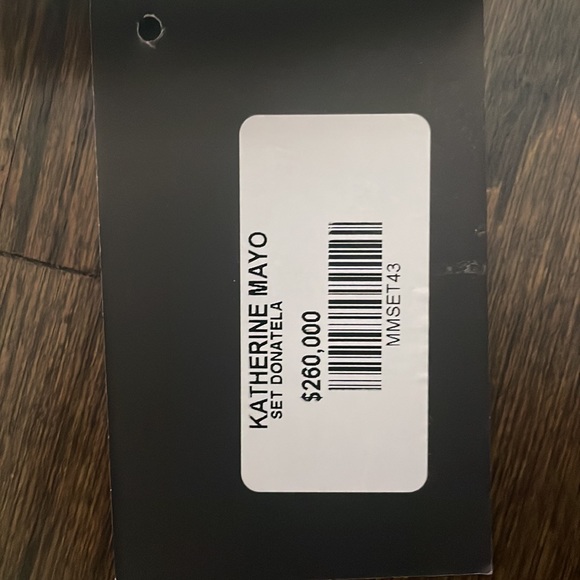 KATHERINE MAYO
SET DONATELA
$260,000
MMSET43